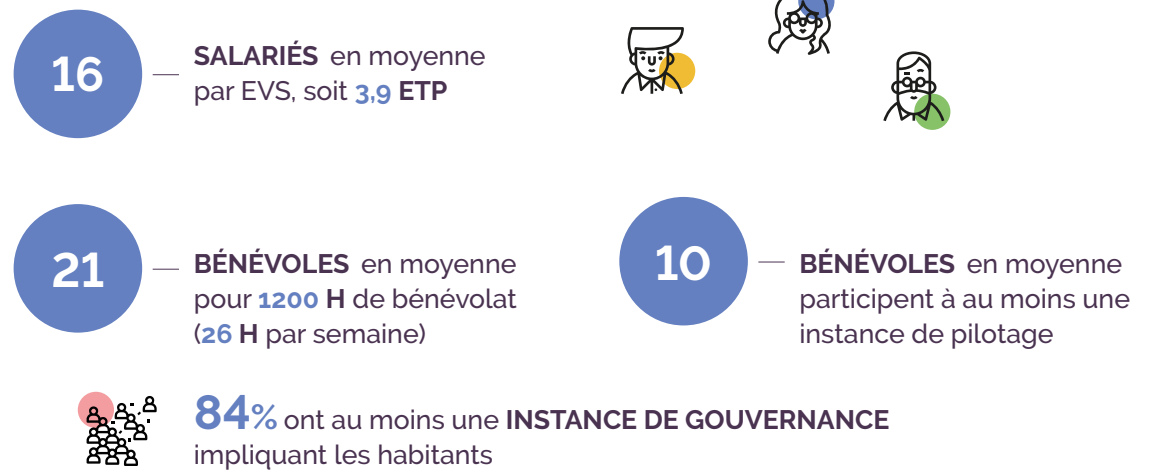 16
SALARIÉS en moyenne
par EVS, soit 3,9 ETP
21
BÉNÉVOLES en moyenne
pour 1200 H de bénévolat
(26 H par semaine)
10
BÉNÉVOLES en moyenne
participent à au moins une
instance de pilotage
84% ont au moins une INSTANCE DE GOUVERNANCE
impliquant les habitants